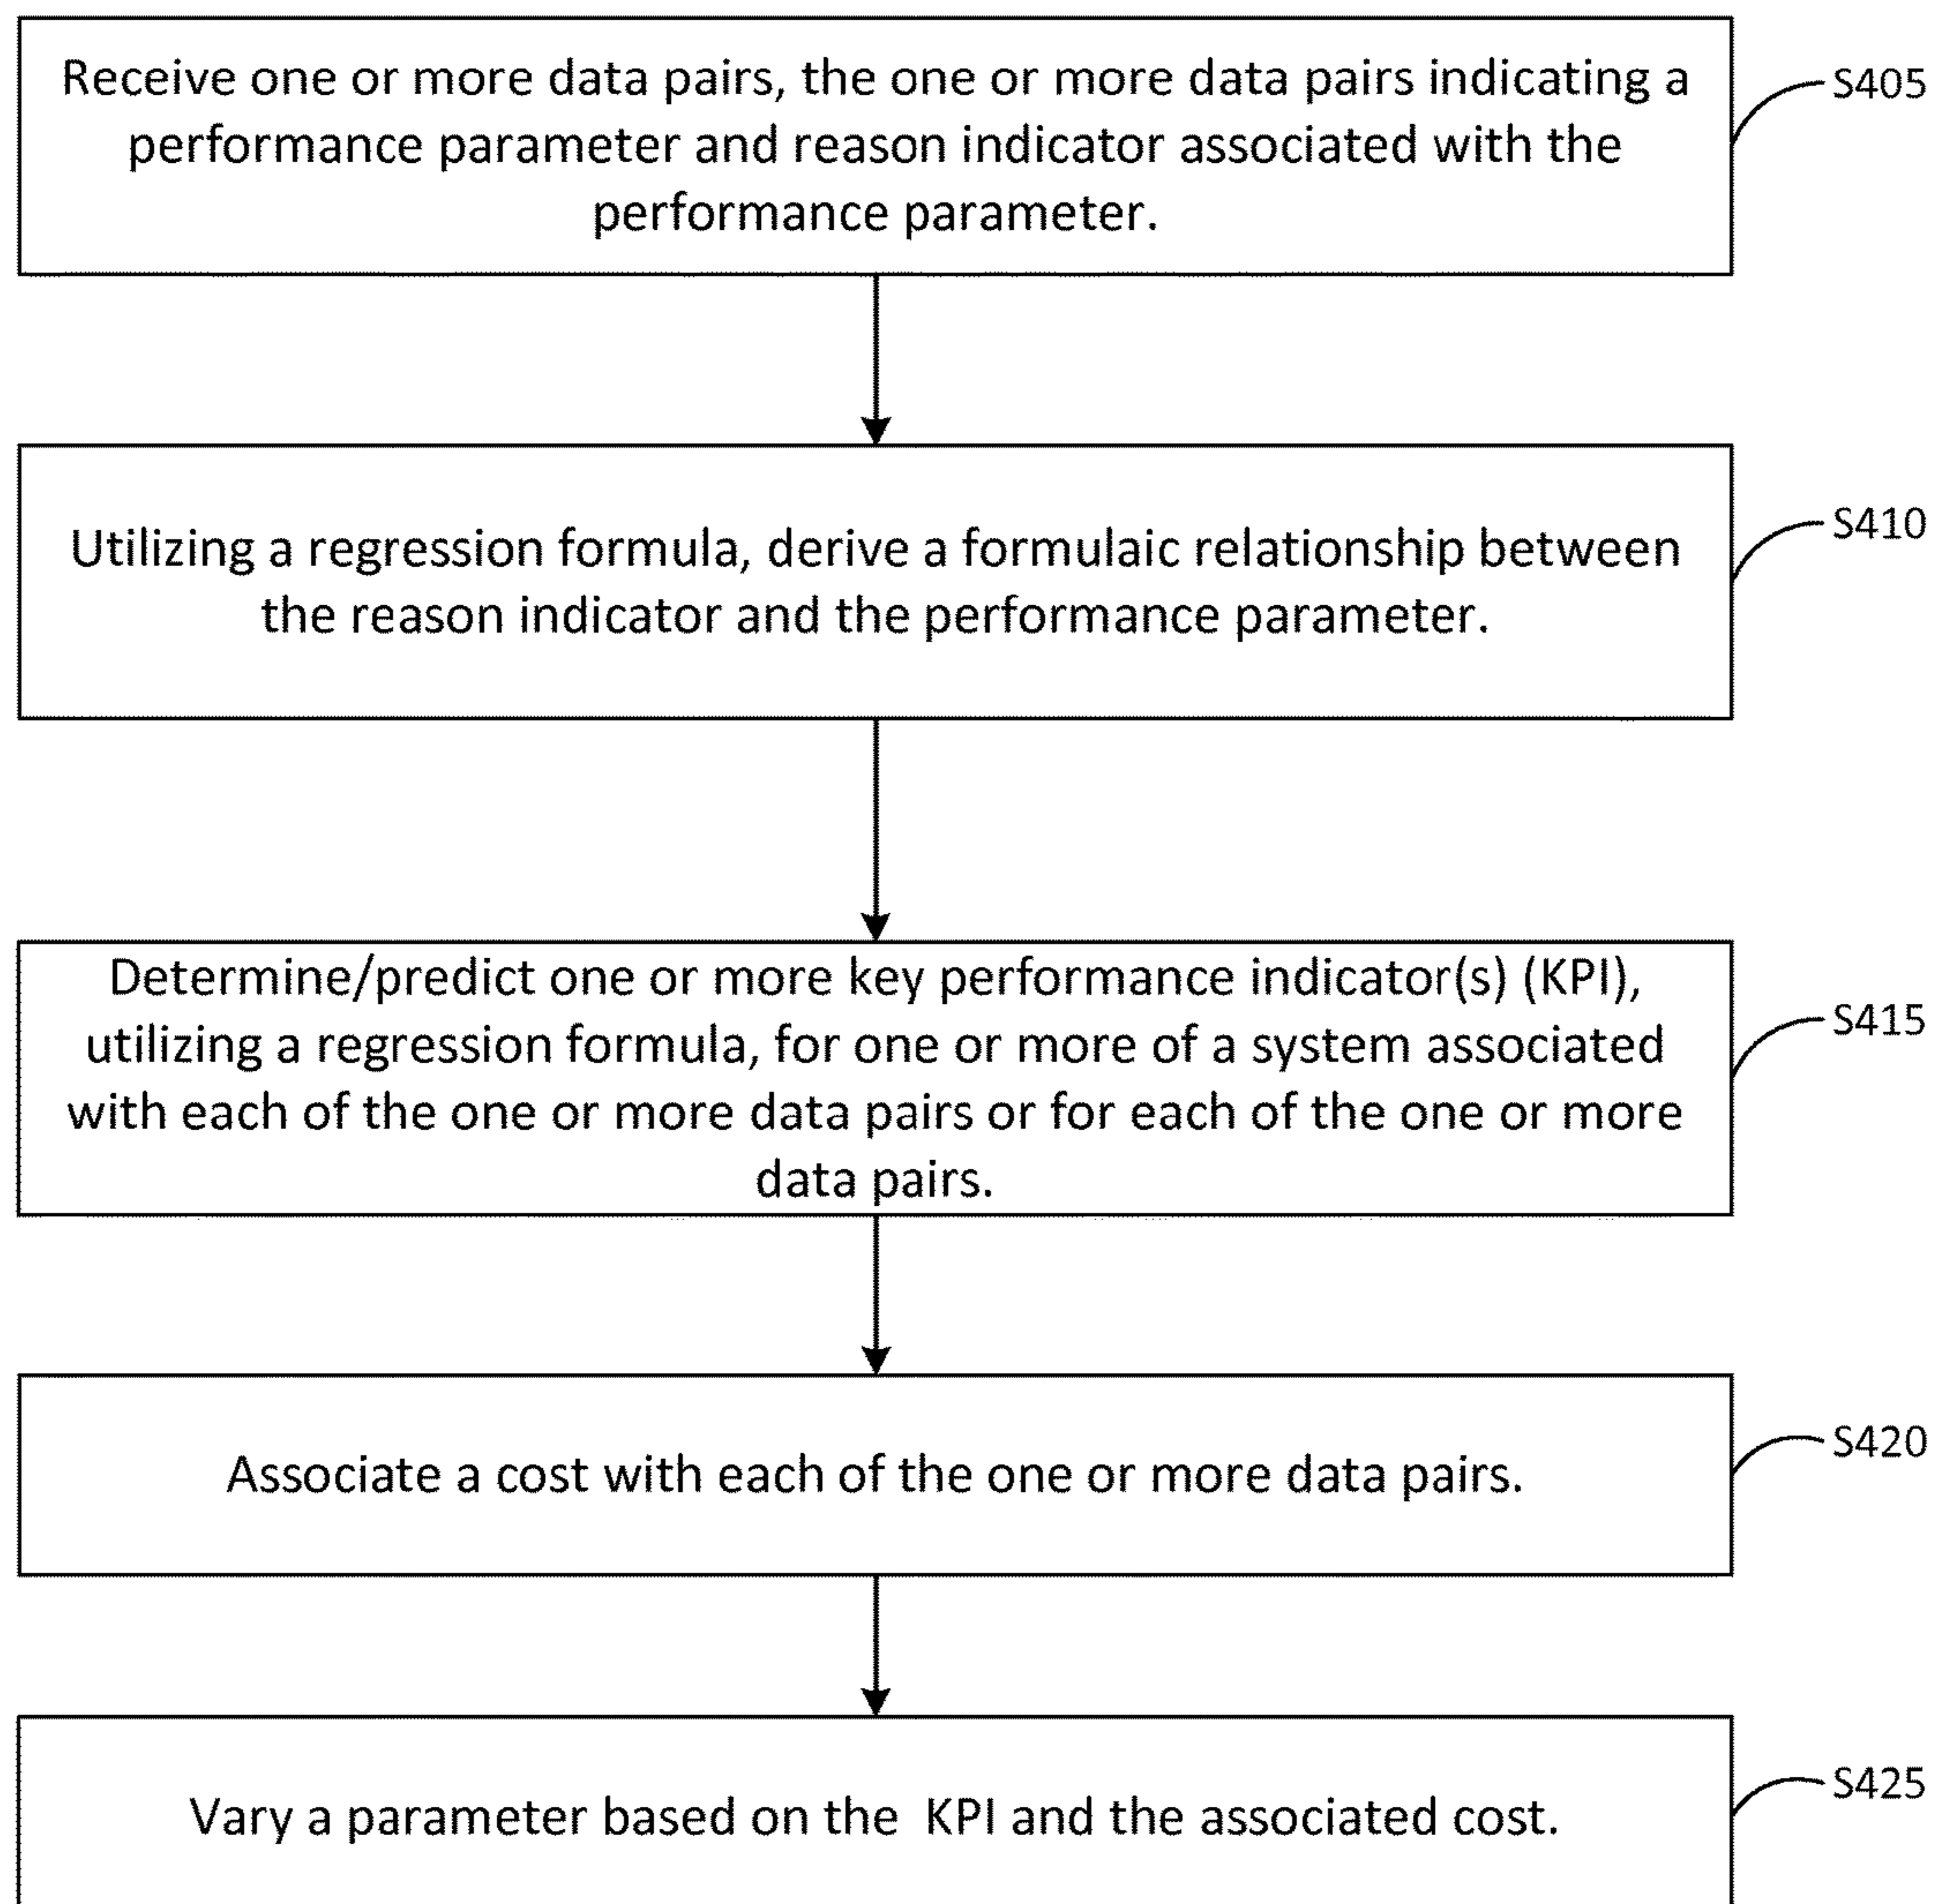 Receive one or more data pairs, the one or more data pairs indicating a
performance parameter and reason indicator associated with the
performance parameter.
S405
Utilizing a regression formula, derive a formulaic relationship between
the reason indicator and the performance parameter.
S410
Determine/predict one or more key performance indicator(s) (KPI),
utilizing a regression formula, for one or more of a system associated
with each of the one or more data pairs or for each of the one or more
data pairs.
S415
Associate a cost with each of the one or more data pairs.
S420
Vary a parameter based on the KPI and the associated cost.
S425